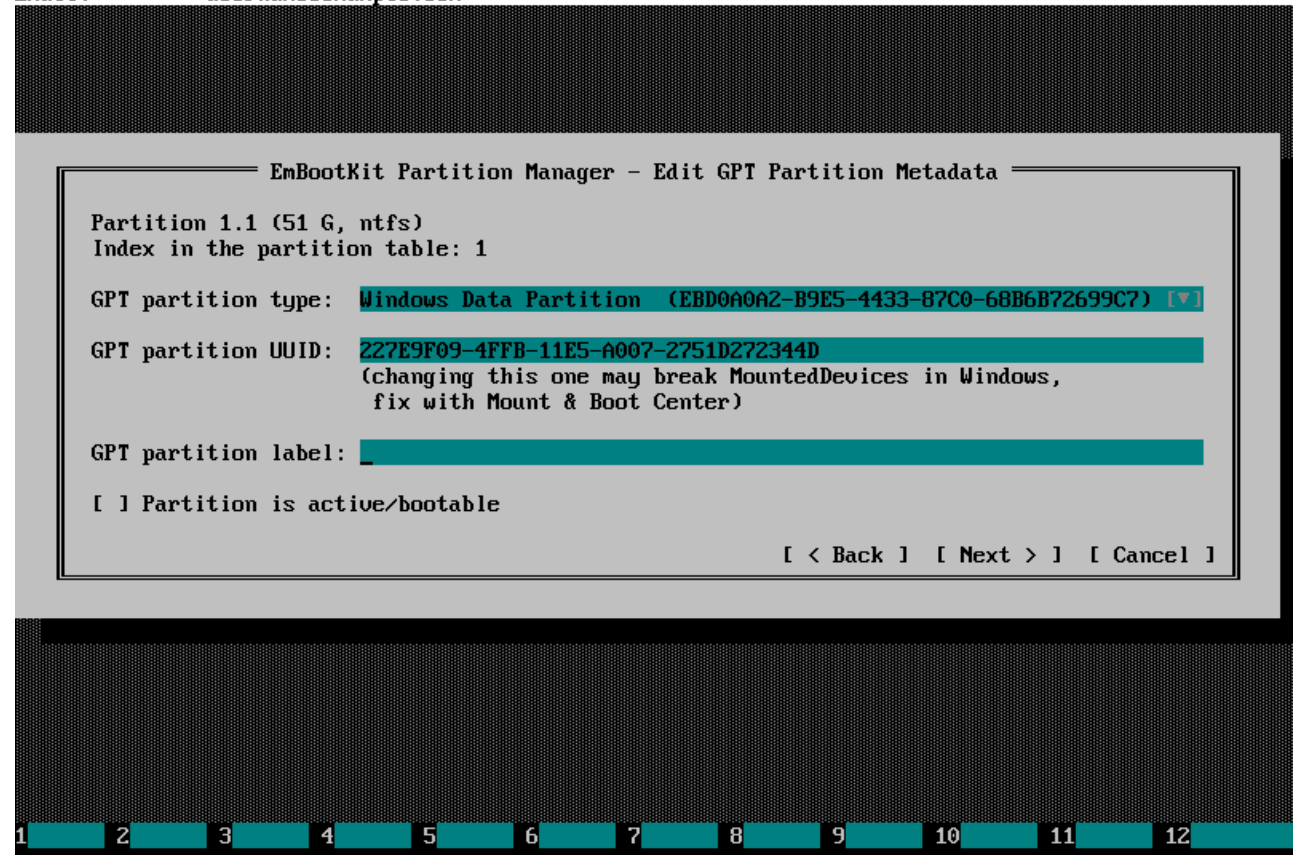 EmBootKit Partition Manager - Edit GPT Partition Metadata
Partition 1.1 (51 G, ntfs)
Index in the partition table: 1
GPT partition type: Windows Data Partition (EBD0A0A2-B9E5-4433-87C0-68B6B72699C7) [▼]
GPT partition UUID: 227E9F09-4FFB-11E5-A007-2751D272344D
(changing this one may break MountedDevices in Windows,
fix with Mount & Boot Center)
GPT partition label: _
[ ] Partition is active/bootable
[ < Back ] [ Next > ] [ Cancel ]
1 2 3 4 5 6 7 8 9 10 11 12